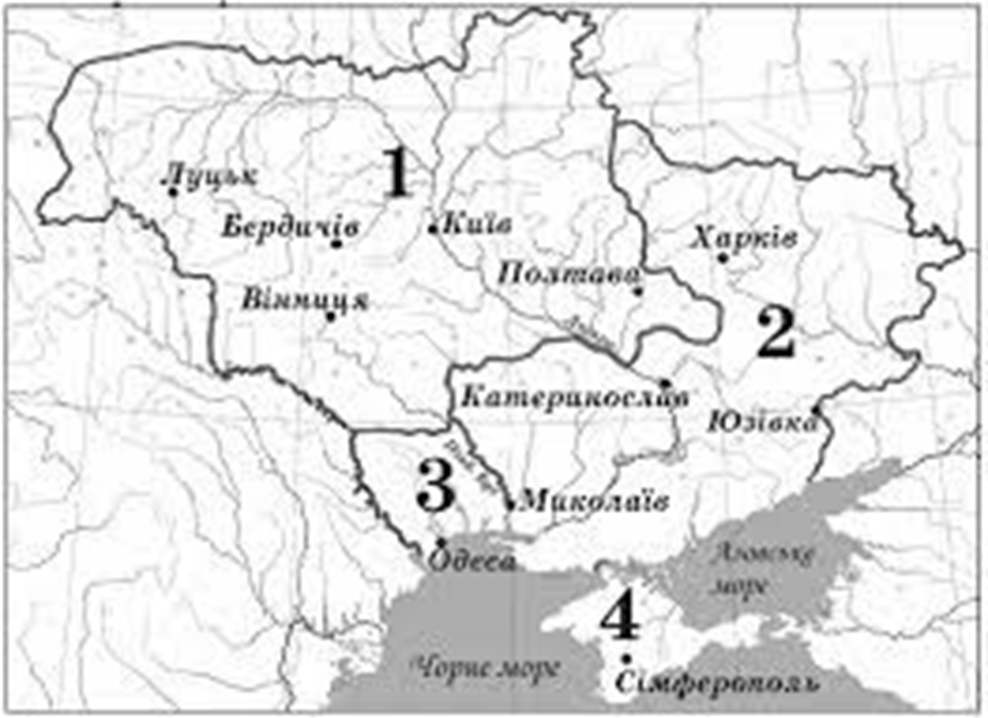 1
Луцьк
Бердичів
Київ
Харків
Полтава
Вінниця
2
Катеринослав
Юзівка
3
Миколаїв
Одеса
Азовське
море
4
Чорне море
Сімферополь